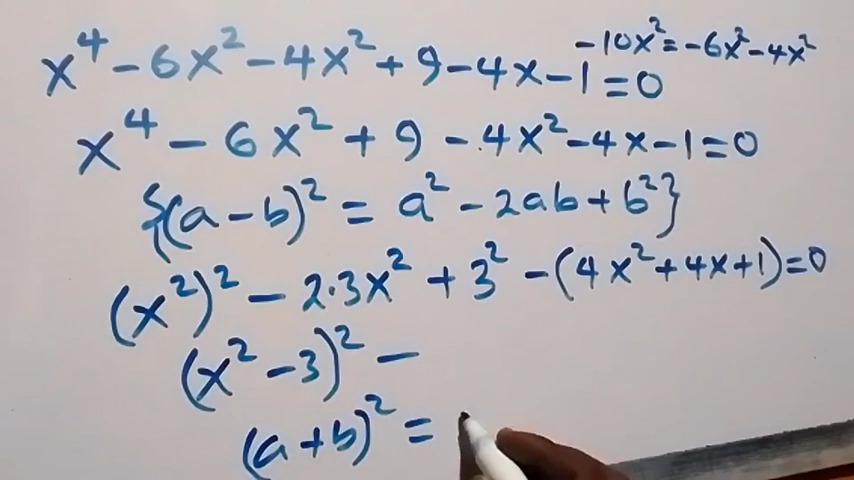 x⁴ - 6x² - 4x² + 9 - 4x - 1 = 0
-10x² = -6x² - 4x²
x⁴ - 6x² + 9 - 4x² - 4x - 1 = 0
{(a - b)² = a² - 2ab + b²}
(x²)² - 2·3x² + 3² - (4x² + 4x + 1) = 0
(x² - 3)² -
(a + b)² =